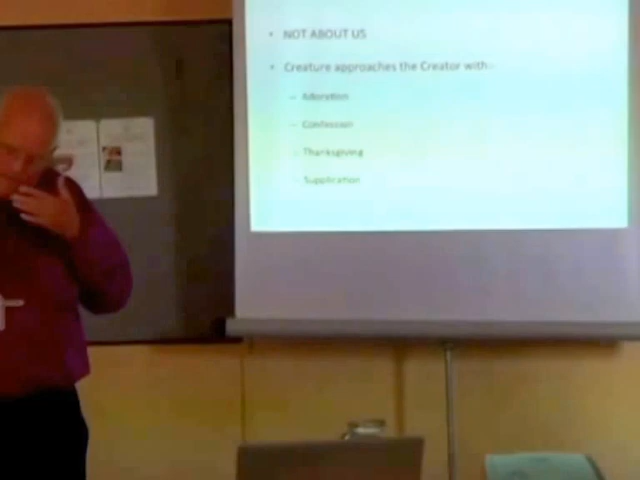 • NOT ABOUT US
• Creature approaches the Creator with-
– Adoration
– Confession
– Thanksgiving
Supplication